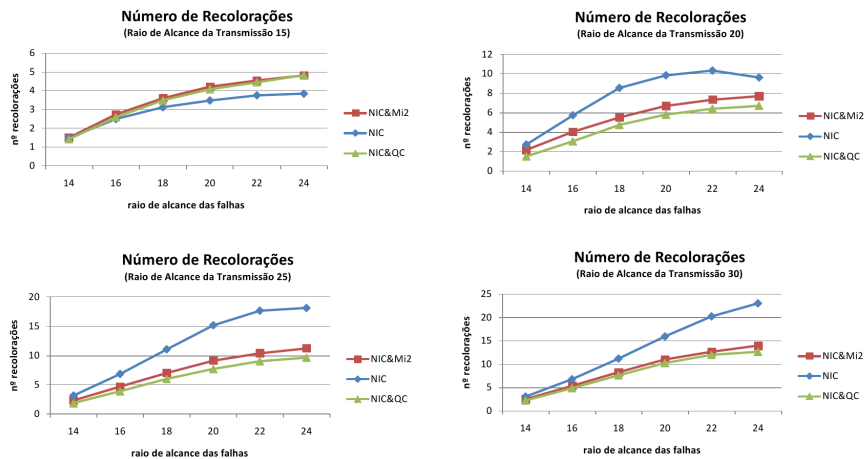 Número de Recolorações
(Raio de Alcance da Transmissão 15)
nº recolorações
6
5
4
3
2
1
0
14 16 18 20 22 24
raio de alcance das falhas
NIC&Mi2
NIC
NIC&QC
Número de Recolorações
(Raio de Alcance da Transmissão 20)
nº recolorações
12
10
8
6
4
2
0
14 16 18 20 22 24
raio de alcance das falhas
NIC&Mi2
NIC
NIC&QC
Número de Recolorações
(Raio de Alcance da Transmissão 25)
nº recolorações
20
15
10
5
0
14 16 18 20 22 24
raio de alcance das falhas
NIC&Mi2
NIC
NIC&QC
Número de Recolorações
(Raio de Alcance da Transmissão 30)
nº recolorações
25
20
15
10
5
0
14 16 18 20 22 24
raio de alcance das falhas
NIC&Mi2
NIC
NIC&QC